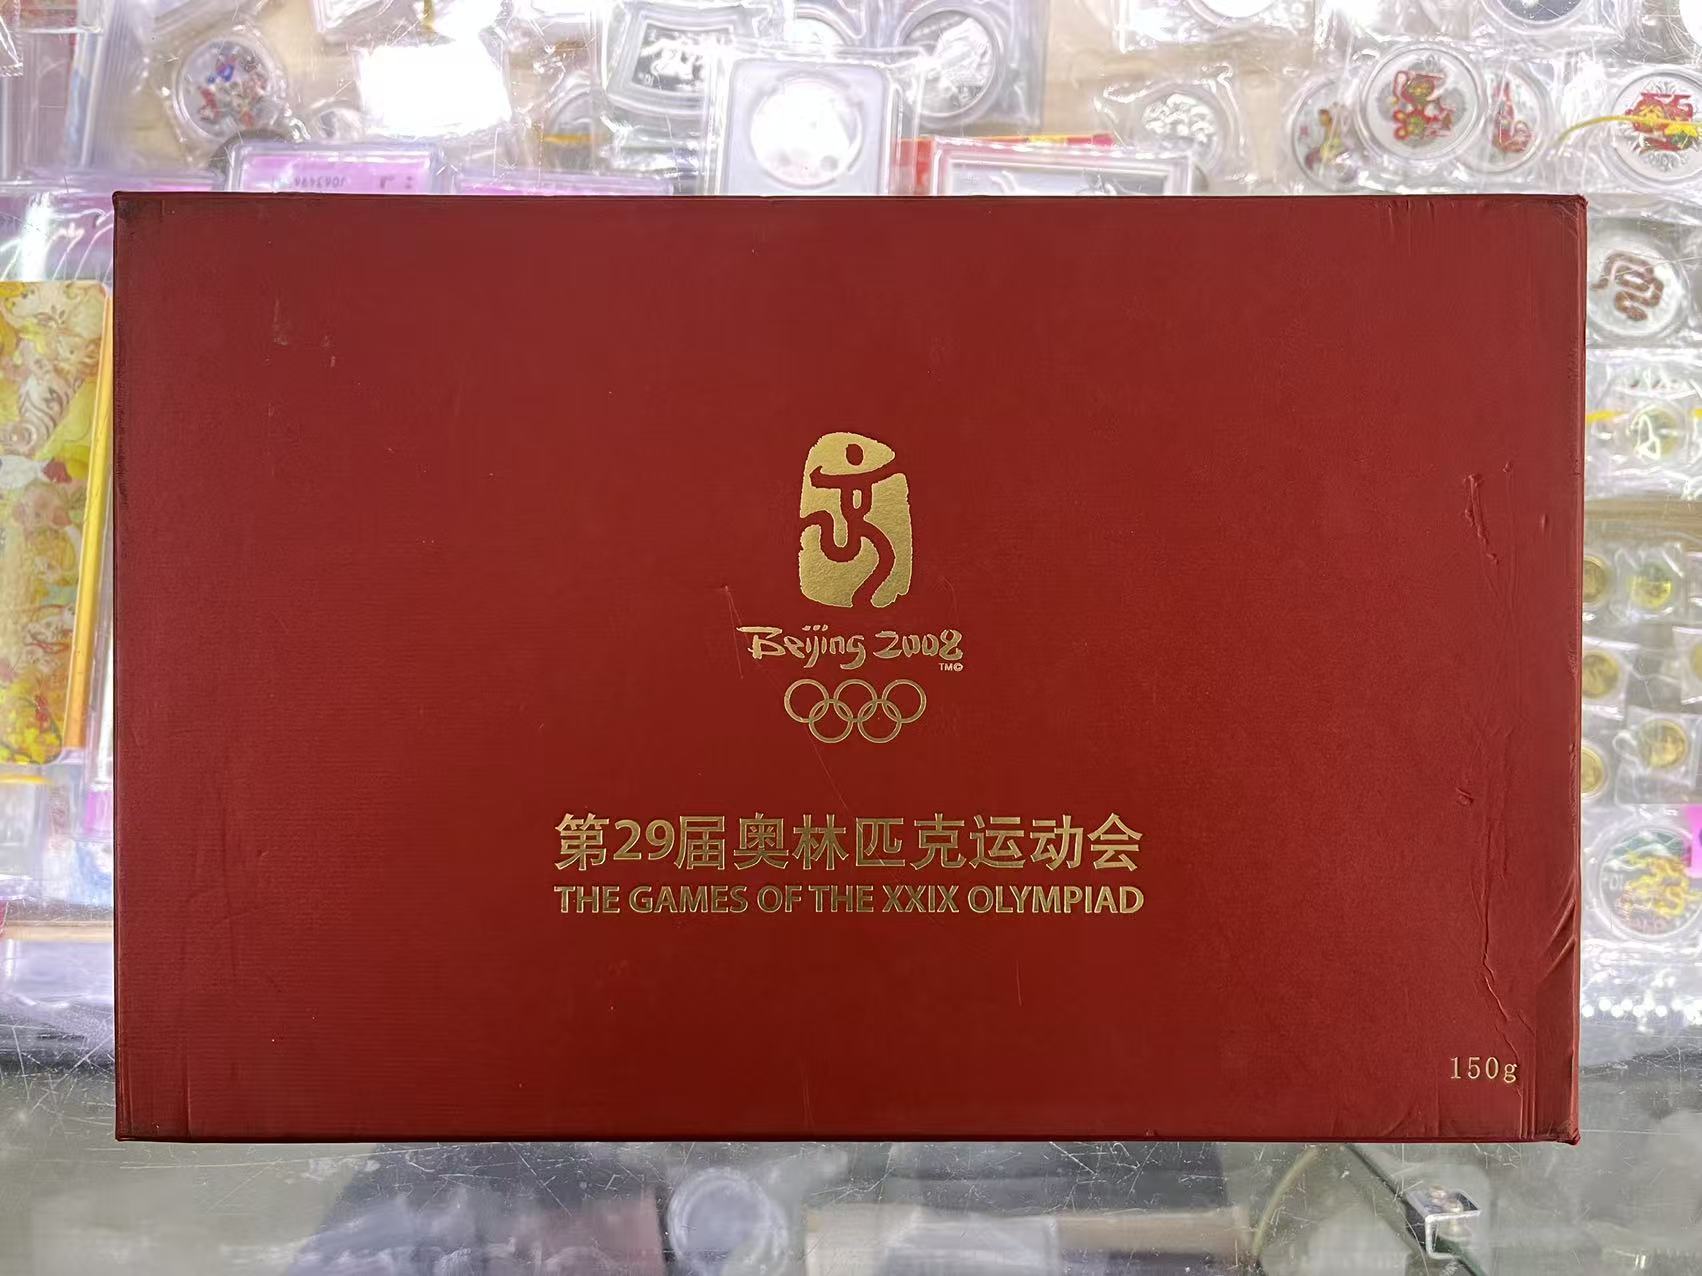 Beijing 2008
TM©
第29届奥林匹克运动会
THE GAMES OF THE XXIX OLYMPIAD
150g